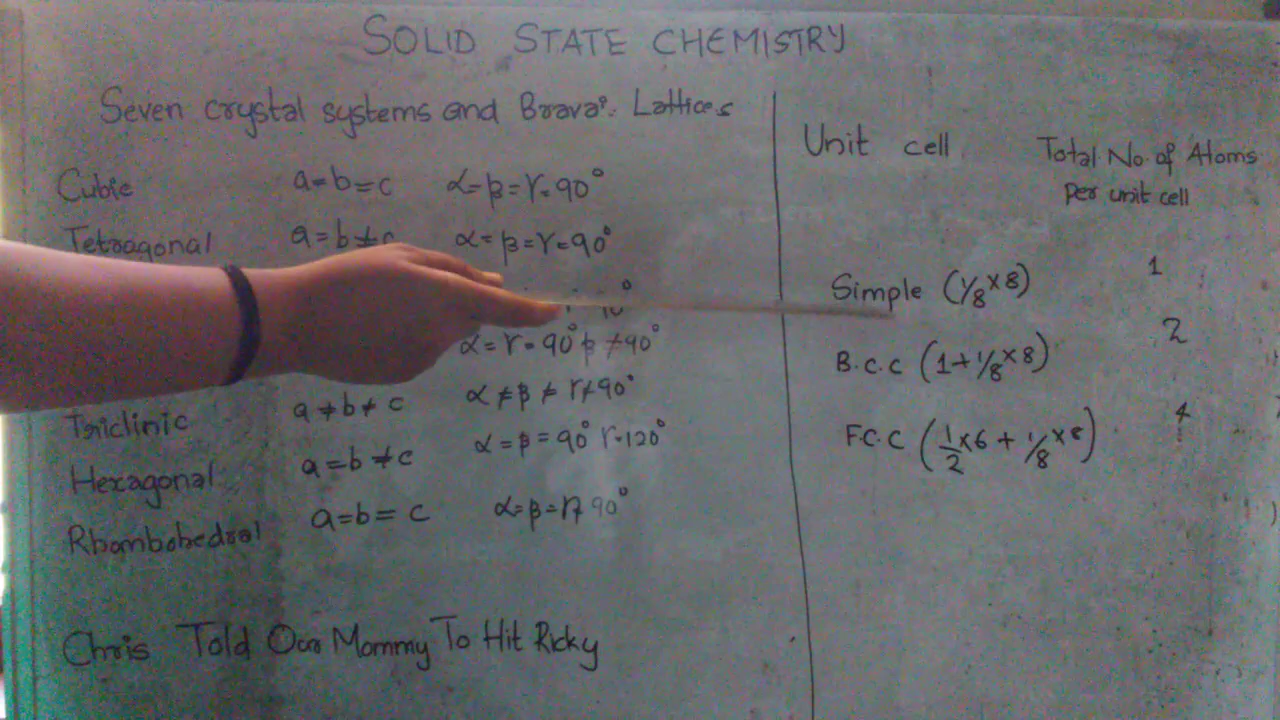 SOLID STATE CHEMISTRY
Seven crystal systems and Bravai. Lattices
Cubic a=b=c α=β=γ=90°
Tetragonal a=b≠c α=β=γ=90°
α=γ=90° β≠90°
Triclinic a≠b≠c α≠β≠γ≠90°
Hexagonal a=b≠c α=β=90° γ=120°
Rhombohedral a=b=c α=β=γ≠90°
Chris Told Our Mommy To Hit Ricky
Unit cell Total No. of Atoms
per unit cell
Simple (1/8×8) 1
B.C.C (1+1/8×8) 2
F.C.C (1/2×6+1/8×8) 4